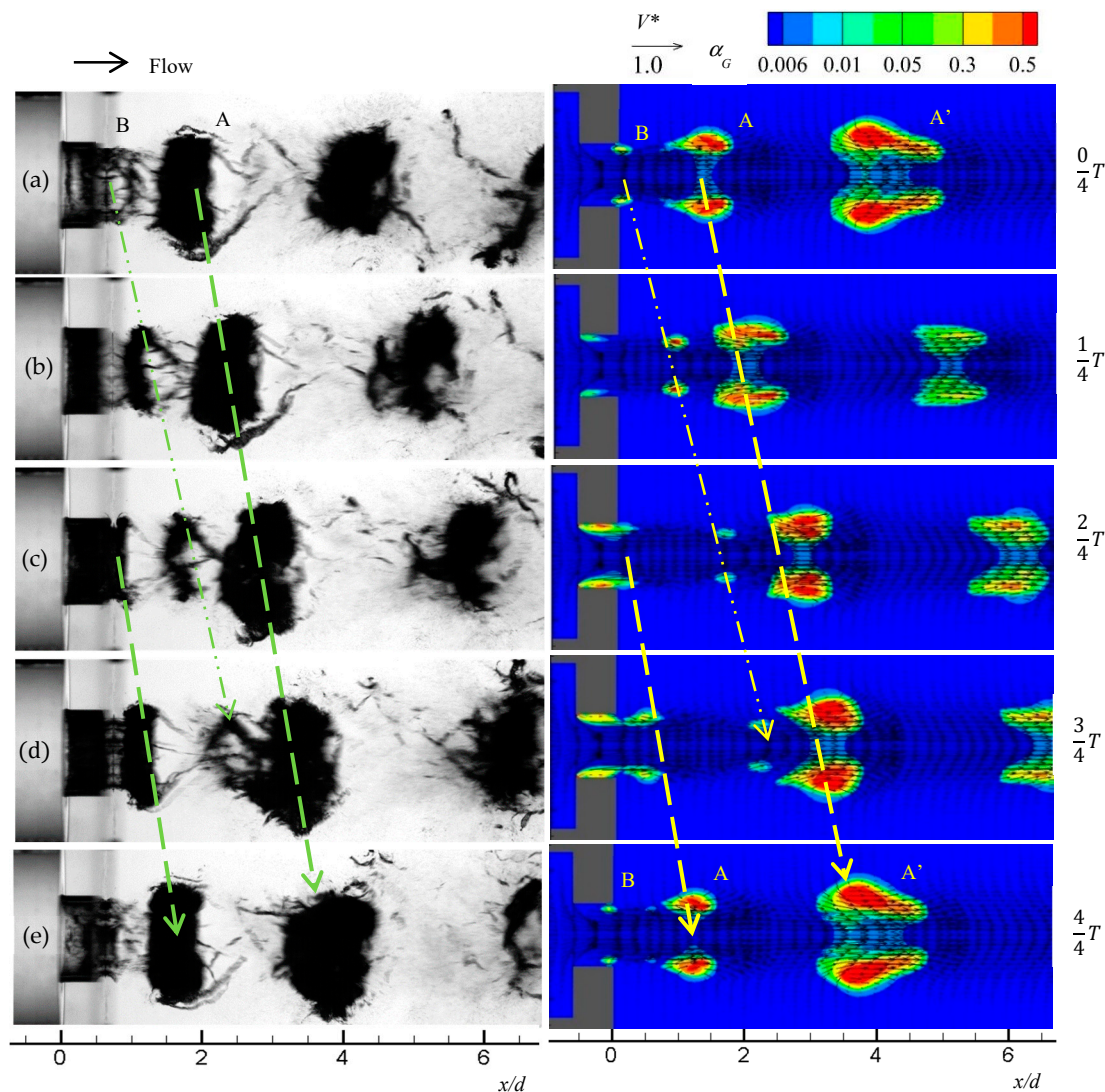 Flow
V*
1.0
α_G
0.006 0.01 0.05 0.3 0.5
(a)
B
A
B
A
A’
0/4 T
(b)
1/4 T
(c)
2/4 T
(d)
3/4 T
(e)
B
A
A’
4/4 T
0 2 4 6
x/d
0 2 4 6
x/d